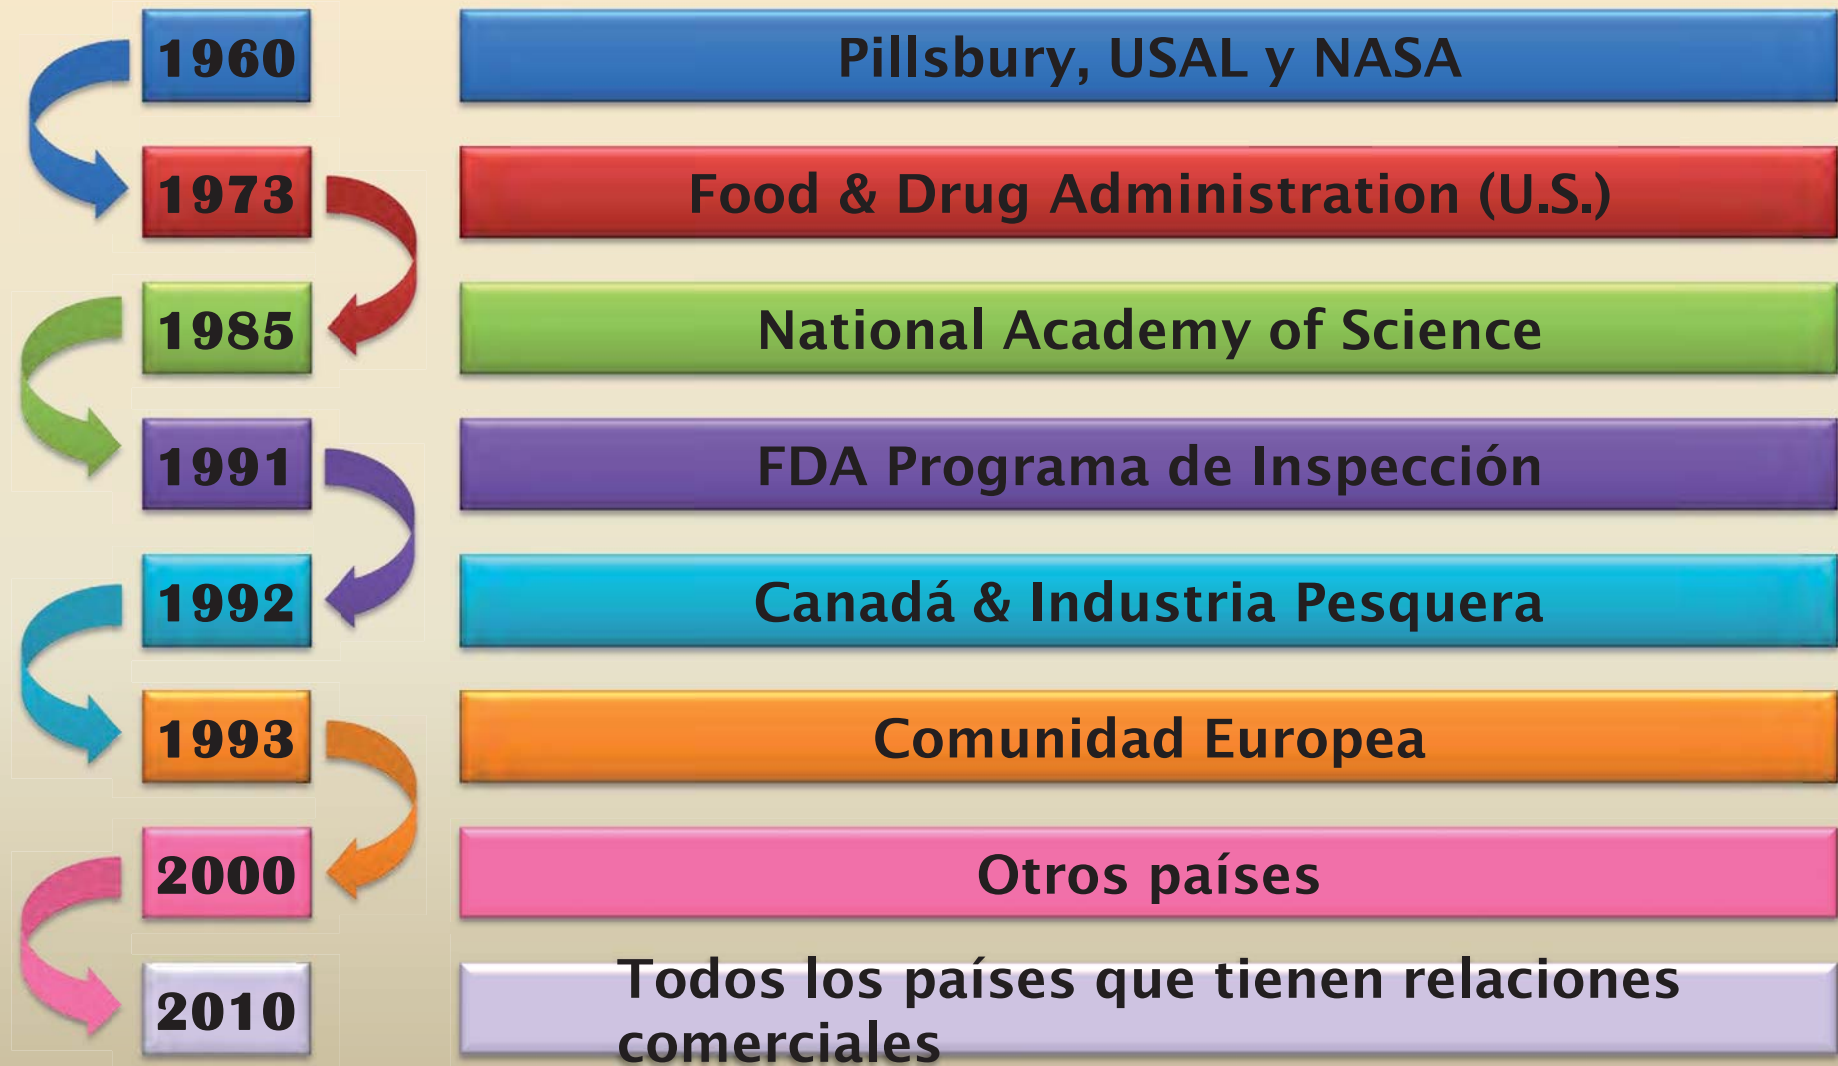 1960
Pillsbury, USAL y NASA
1973
Food & Drug Administration (U.S.)
1985
National Academy of Science
1991
FDA Programa de Inspección
1992
Canadá & Industria Pesquera
1993
Comunidad Europea
2000
Otros países
2010
Todos los países que tienen relaciones
comerciales